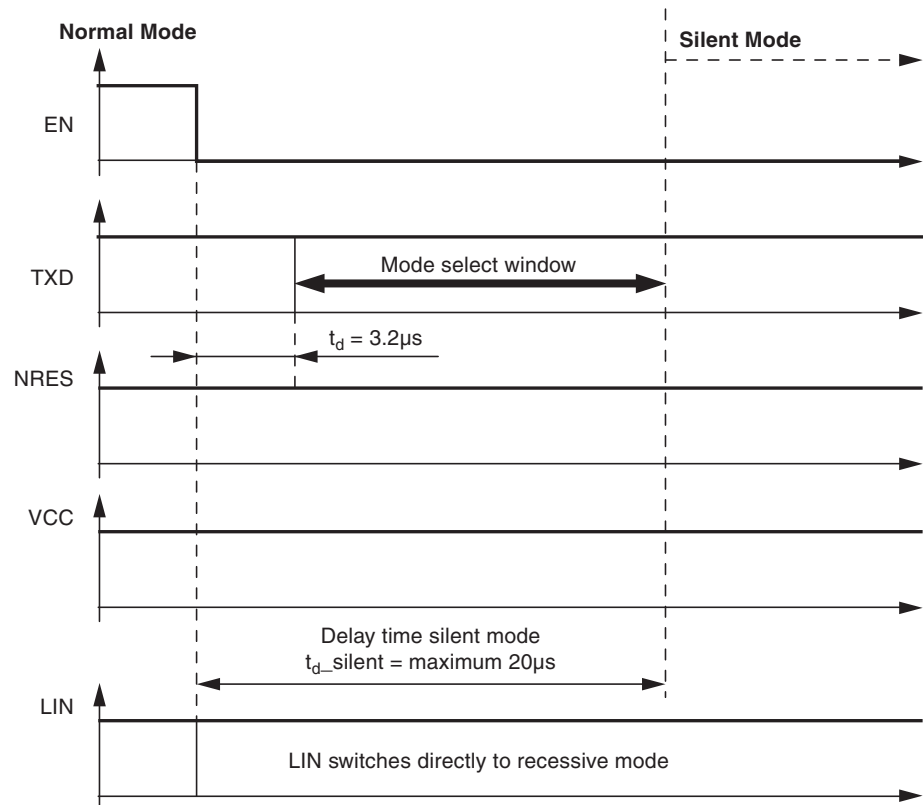 Normal Mode
Silent Mode
EN
TXD
Mode select window
t_d = 3.2µs
NRES
VCC
Delay time silent mode
t_d_silent = maximum 20µs
LIN
LIN switches directly to recessive mode